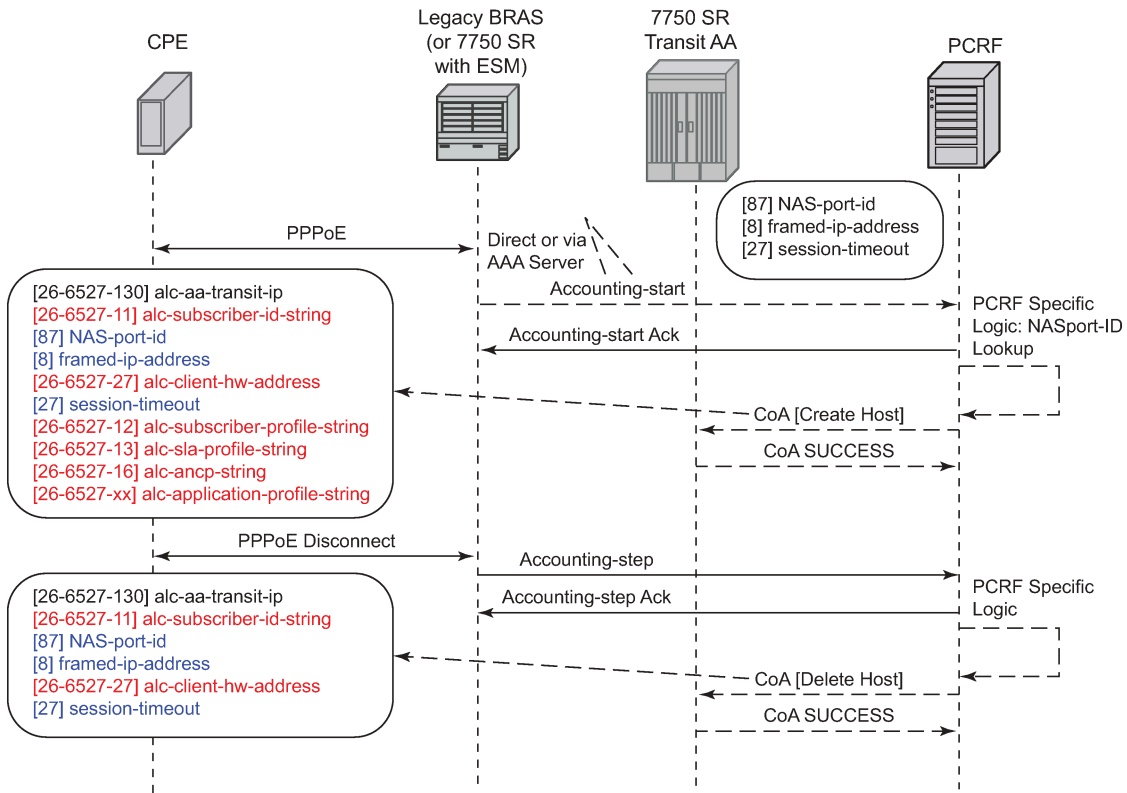 CPE
Legacy BRAS
(or 7750 SR
with ESM)
7750 SR
Transit AA
PCRF
[87] NAS-port-id
[8] framed-ip-address
[27] session-timeout
PPPoE
Direct or via
AAA Server
Accounting-start
PCRF Specific
Logic: NASport-ID
Lookup
Accounting-start Ack
[26-6527-130] alc-aa-transit-ip
[26-6527-11] alc-subscriber-id-string
[87] NAS-port-id
[8] framed-ip-address
[26-6527-27] alc-client-hw-address
[27] session-timeout
[26-6527-12] alc-subscriber-profile-string
[26-6527-13] alc-sla-profile-string
[26-6527-16] alc-ancp-string
[26-6527-xx] alc-application-profile-string
CoA [Create Host]
CoA SUCCESS
PPPoE Disconnect
Accounting-step
Accounting-step Ack
PCRF Specific
Logic
[26-6527-130] alc-aa-transit-ip
[26-6527-11] alc-subscriber-id-string
[87] NAS-port-id
[8] framed-ip-address
[26-6527-27] alc-client-hw-address
[27] session-timeout
CoA [Delete Host]
CoA SUCCESS